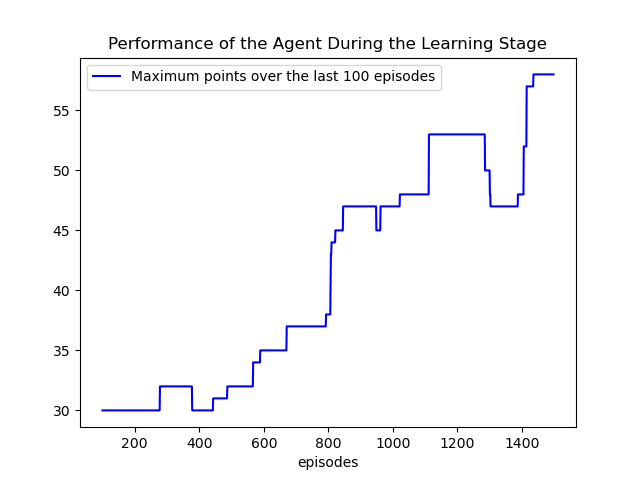 Performance of the Agent During the Learning Stage
Maximum points over the last 100 episodes
55
50
45
40
35
30
200 400 600 800 1000 1200 1400
episodes